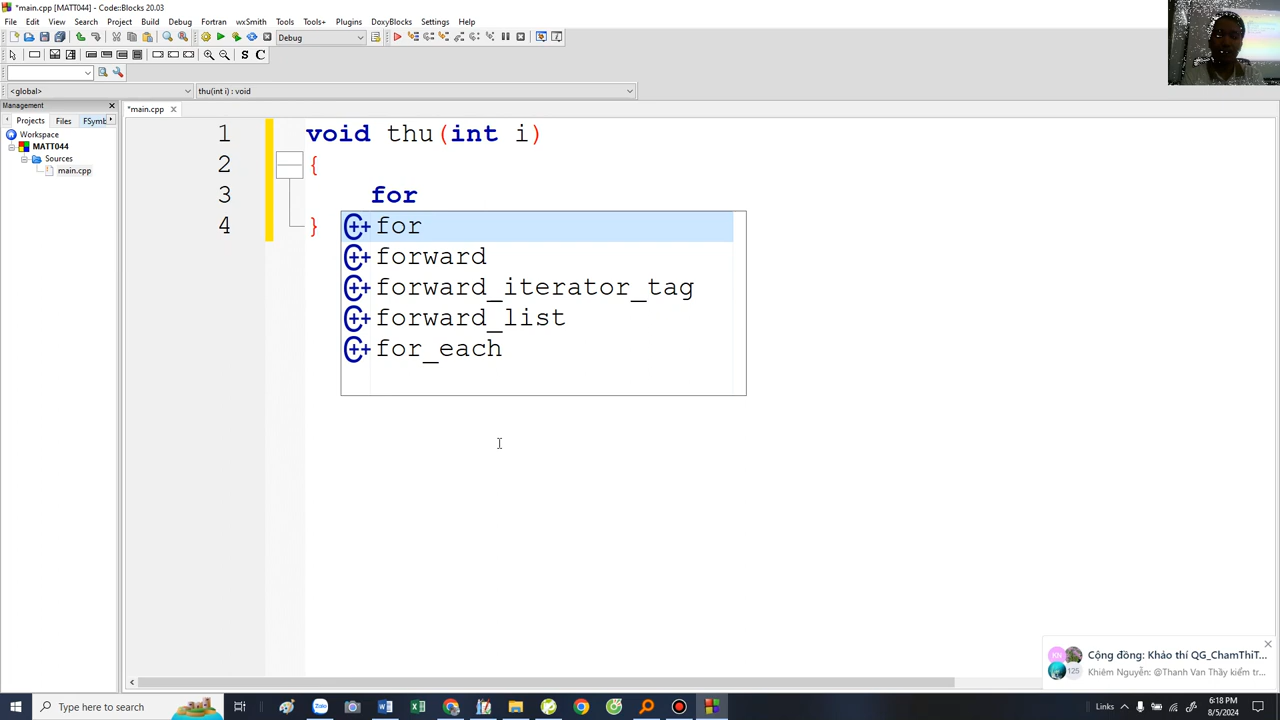 *main.cpp [MATT044] - Code::Blocks 20.03
File Edit View Search Project Build Debug Fortran wxSmith Tools Tools+ Plugins DoxyBlocks Settings Help
Debug
S C
<global>
thu(int i) : void
Management
*main.cpp
Projects Files FSymb
Workspace
MATT044
Sources
main.cpp
1 void thu(int i)
2 {
3 for
4 }
for
forward
forward_iterator_tag
forward_list
for_each
Cộng đồng: Khảo thí QG_ChamThiT...
KN
125
Khiêm Nguyễn: @Thanh Van Thầy kiểm tr...
Type here to search
Links
6:18 PM
8/5/2024